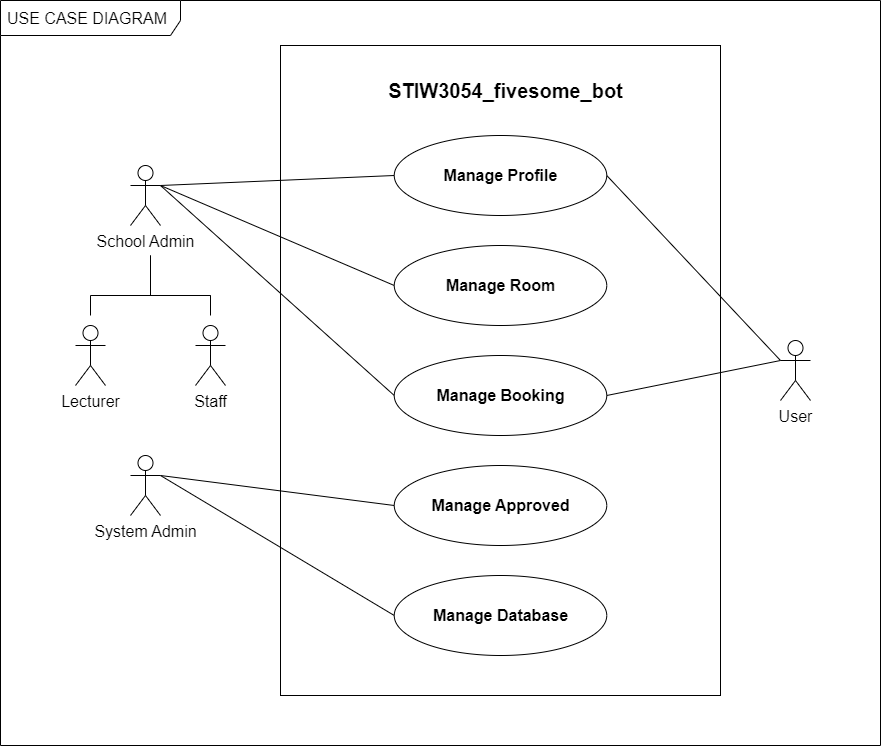 USE CASE DIAGRAM
STIW3054_fivesome_bot
Manage Profile
School Admin
Manage Room
Lecturer
Staff
Manage Booking
User
System Admin
Manage Approved
Manage Database